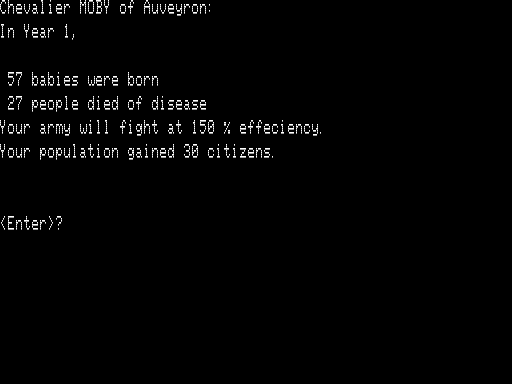 Chevalier MOBY of Auveyron:
In Year 1,
57 babies were born
27 people died of disease
Your army will fight at 150 % effeciency.
Your population gained 30 citizens.
<Enter>?